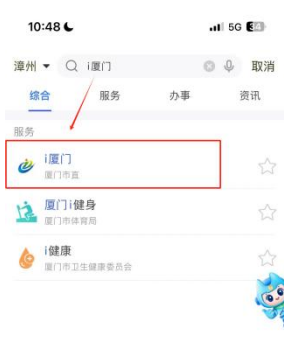 10:48 5G 34
漳州 i厦门 取消
综合 服务 办事 资讯
服务
i厦门
厦门市直
厦门i健身
厦门市体育局
i健康
厦门市卫生健康委员会